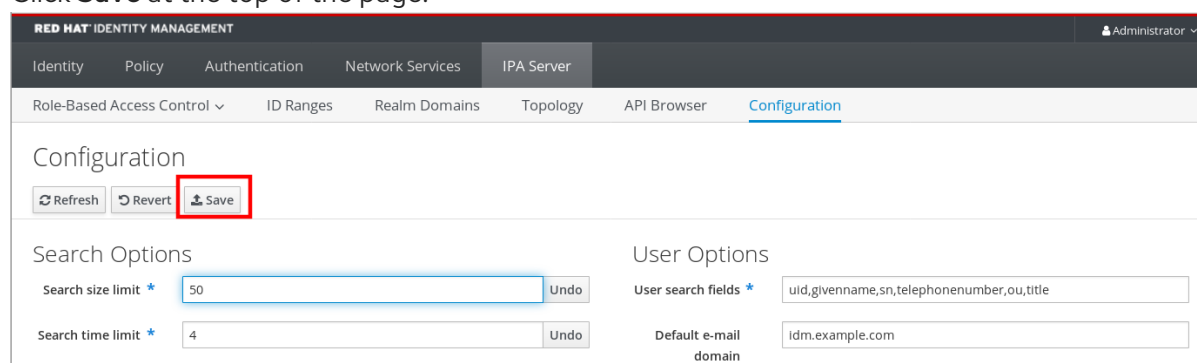 Click Save at the top of the page.
RED HAT® IDENTITY MANAGEMENT Administrator
Identity Policy Authentication Network Services IPA Server
Role-Based Access Control ID Ranges Realm Domains Topology API Browser Configuration
Configuration
Refresh Revert Save
Search Options User Options
Search size limit * 50 Undo User search fields * uid,givenname,sn,telephonenumber,ou,title
Search time limit * 4 Undo Default e-mail idm.example.com
domain